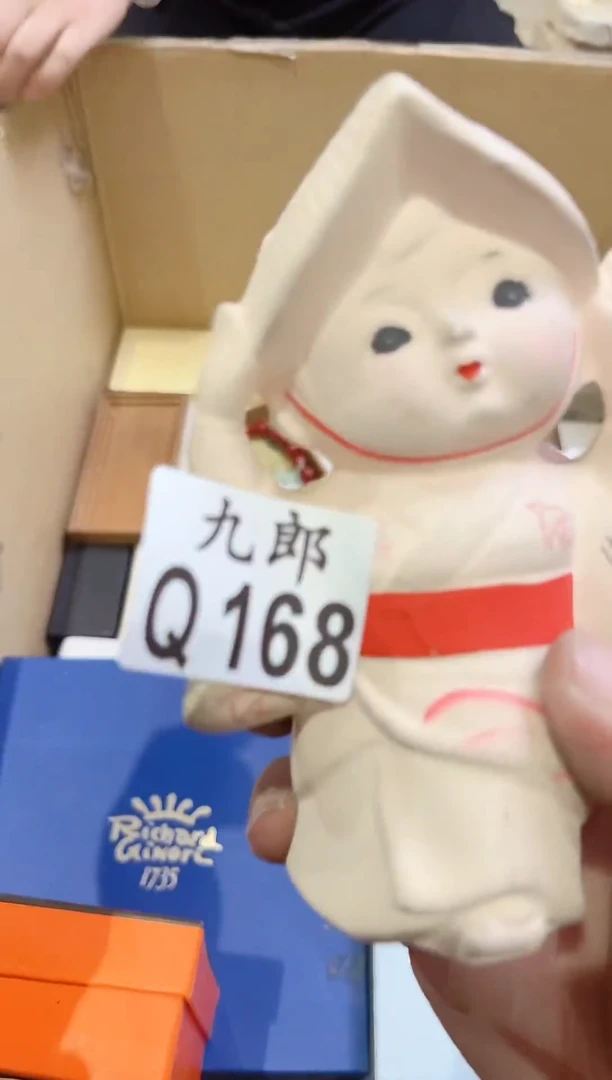 九郎
Q168
Richard
Ginori
1735